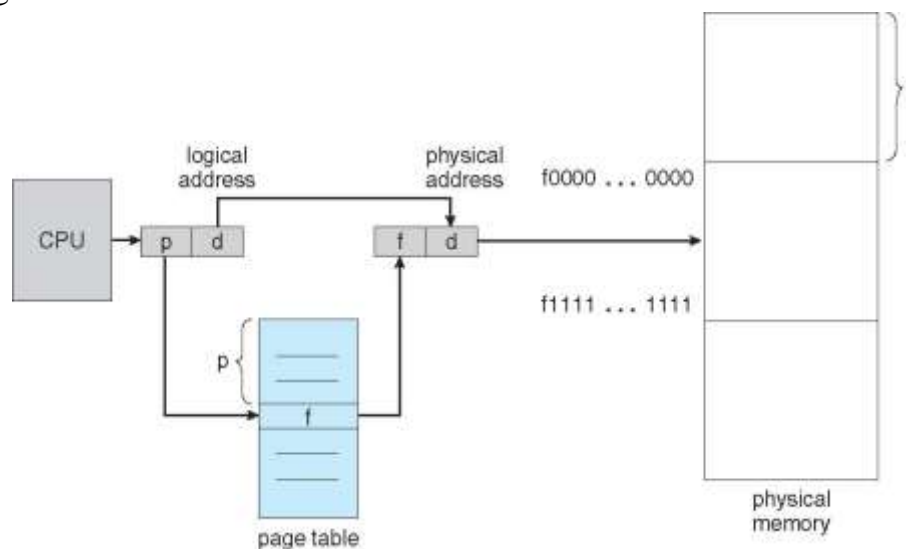 logical
address
physical
address
f0000 ... 0000
CPU
p
d
f
d
f1111 ... 1111
p
f
page table
physical
memory